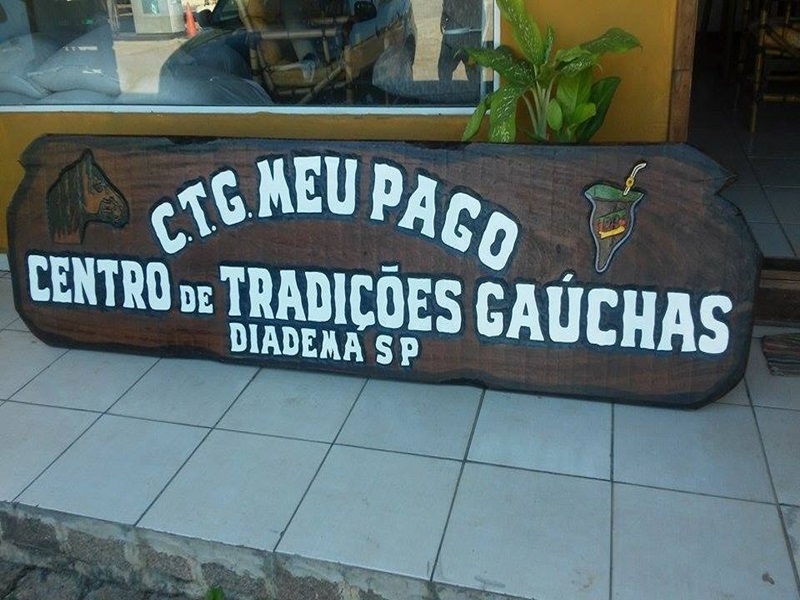 C.T.G. MEU PAGO
CENTRO DE TRADIÇÕES GAÚCHAS
DIADEMA SP